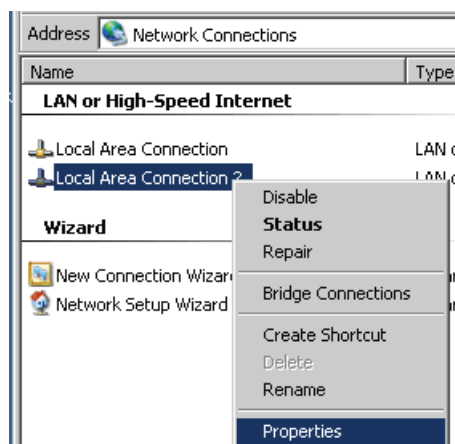 Address Network Connections
Name Type
LAN or High-Speed Internet
Local Area Connection LAN
Local Area Connection 2 LAN
Disable
Status
Repair
Wizard
New Connection Wizard
Bridge Connections
Network Setup Wizard
Create Shortcut
Delete
Rename
Properties